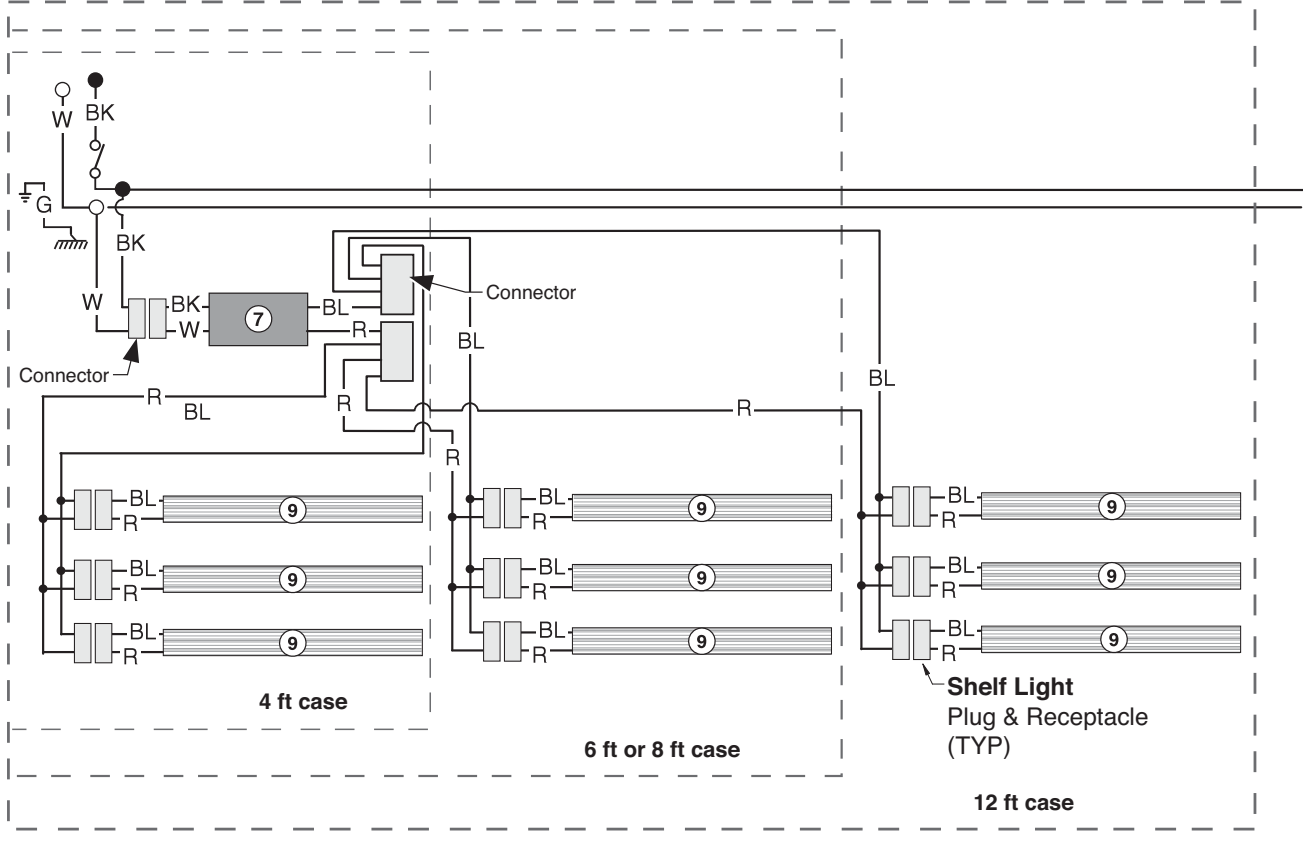 W
BK
G
BK
W
BK
W
7
BL
R
Connector
Connector
R
BL
R
BL
R
R
BL
BL
R
9
BL
R
9
BL
R
9
BL
R
9
BL
R
9
BL
R
9
BL
R
9
BL
R
9
BL
R
9
4 ft case
6 ft or 8 ft case
Shelf Light
Plug & Receptacle
(TYP)
12 ft case